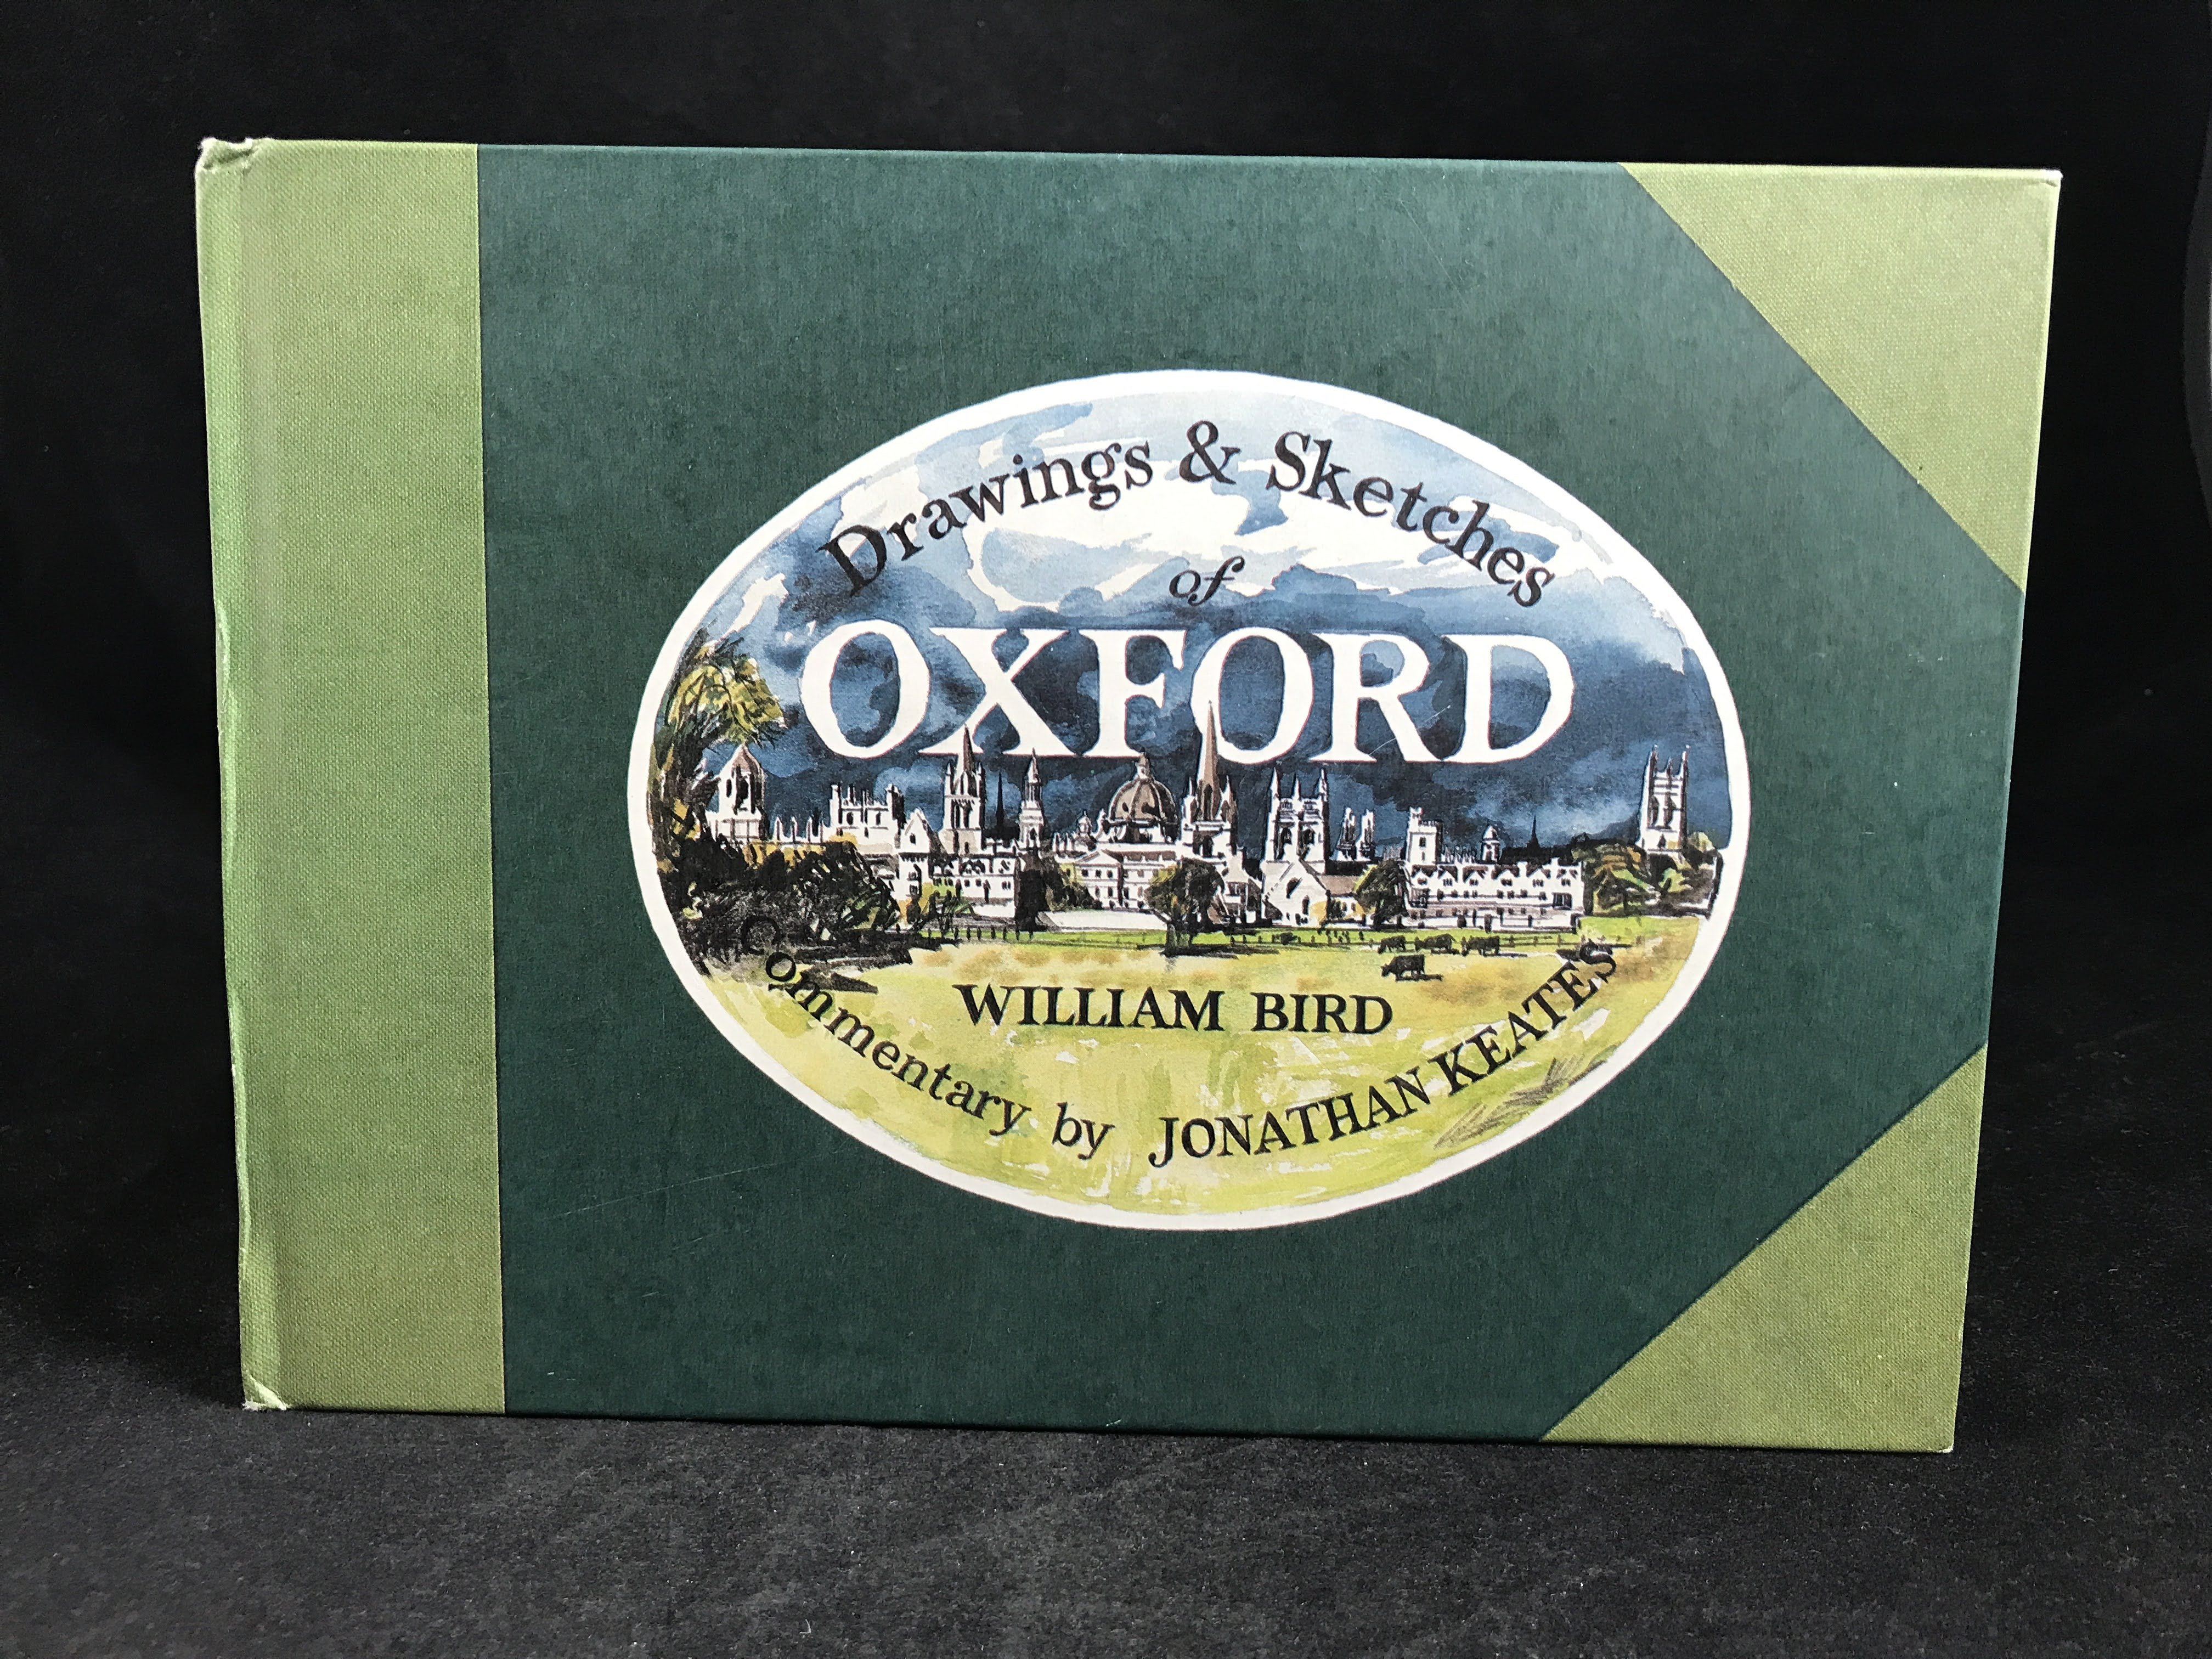 Drawings & Sketches
of
OXFORD
WILLIAM BIRD
Commentary by JONATHAN KEATES